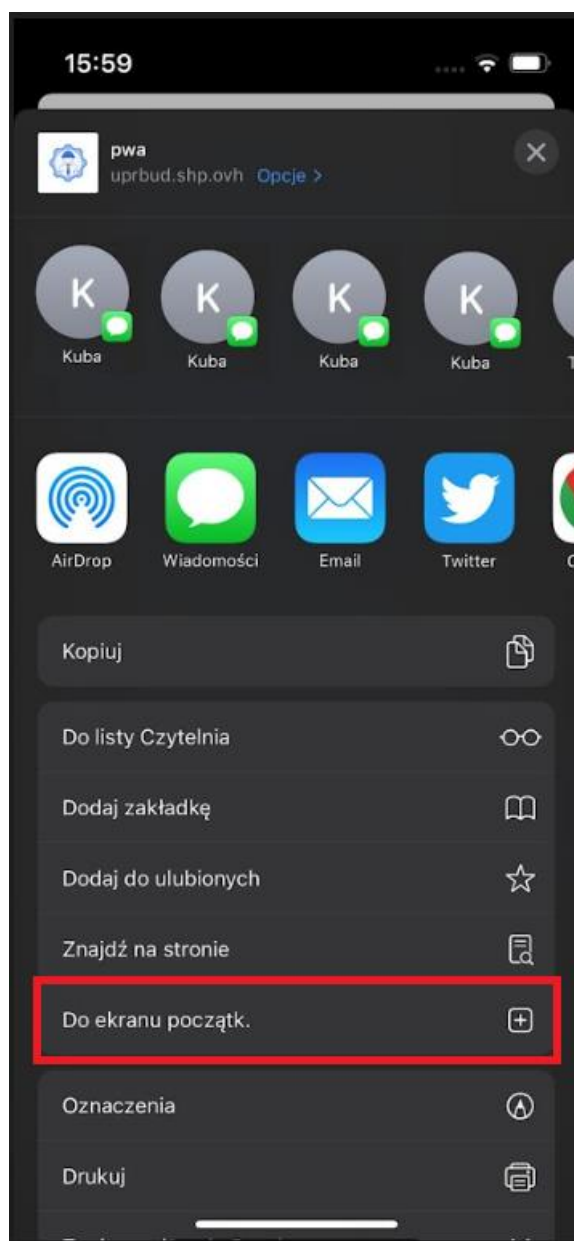 15:59
pwa
uprbud.shp.ovh Opcje >
K K K K
Kuba Kuba Kuba Kuba
AirDrop Wiadomości Email Twitter
Kopiuj
Do listy Czytelnia
Dodaj zakładkę
Dodaj do ulubionych
Znajdź na stronie
Do ekranu początk.
Oznaczenia
Drukuj